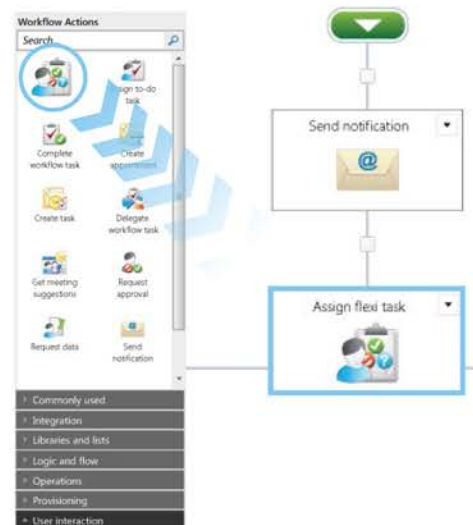 Workflow Actions
Search...
sign to-do
task
Complete
workflow task
Create
appointment
Create task
Delegate
workflow task
Get meeting
suggestions
Request
approval
Request data
Send
notification
Commonly used
Integration
Libraries and lists
Logic and flow
Operations
Provisioning
User interaction
Send notification
@
Assign flexi task